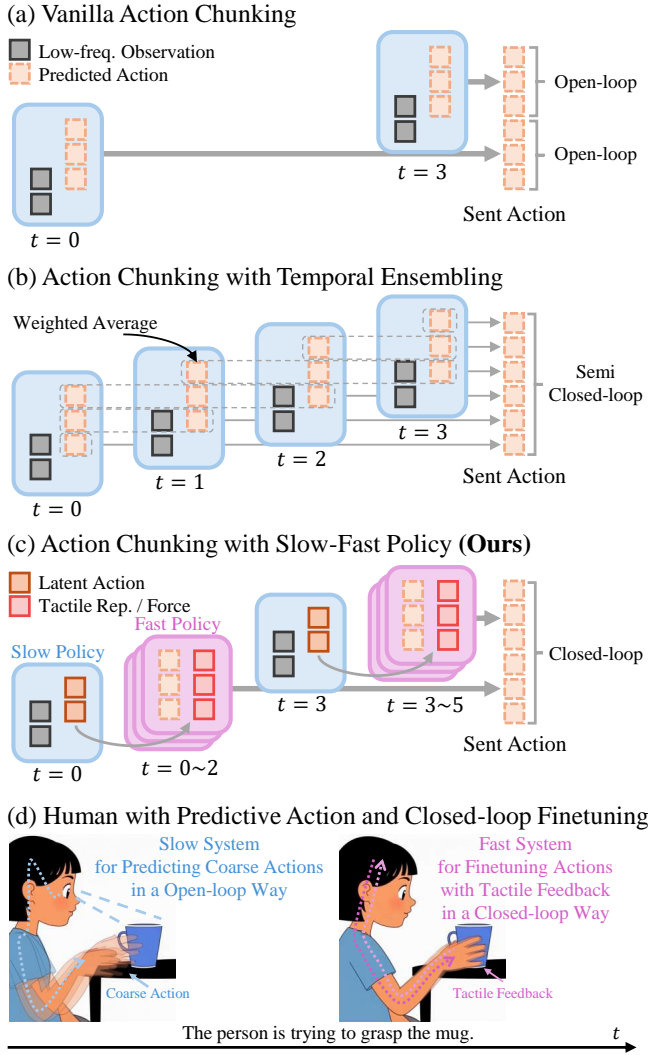 (a) Vanilla Action Chunking
Low-freq. Observation
Predicted Action
Open-loop
Open-loop
t = 3
Sent Action
t = 0
(b) Action Chunking with Temporal Ensembling
Weighted Average
Semi
Closed-loop
t = 3
t = 2
t = 1
Sent Action
t = 0
(c) Action Chunking with Slow-Fast Policy (Ours)
Latent Action
Tactile Rep. / Force
Fast Policy
Slow Policy
Closed-loop
t = 3
t = 3~5
Sent Action
t = 0
t = 0~2
(d) Human with Predictive Action and Closed-loop Finetuning
Slow System
for Predicting Coarse Actions
in a Open-loop Way
Coarse Action
Fast System
for Finetuning Actions
with Tactile Feedback
in a Closed-loop Way
Tactile Feedback
The person is trying to grasp the mug.
t